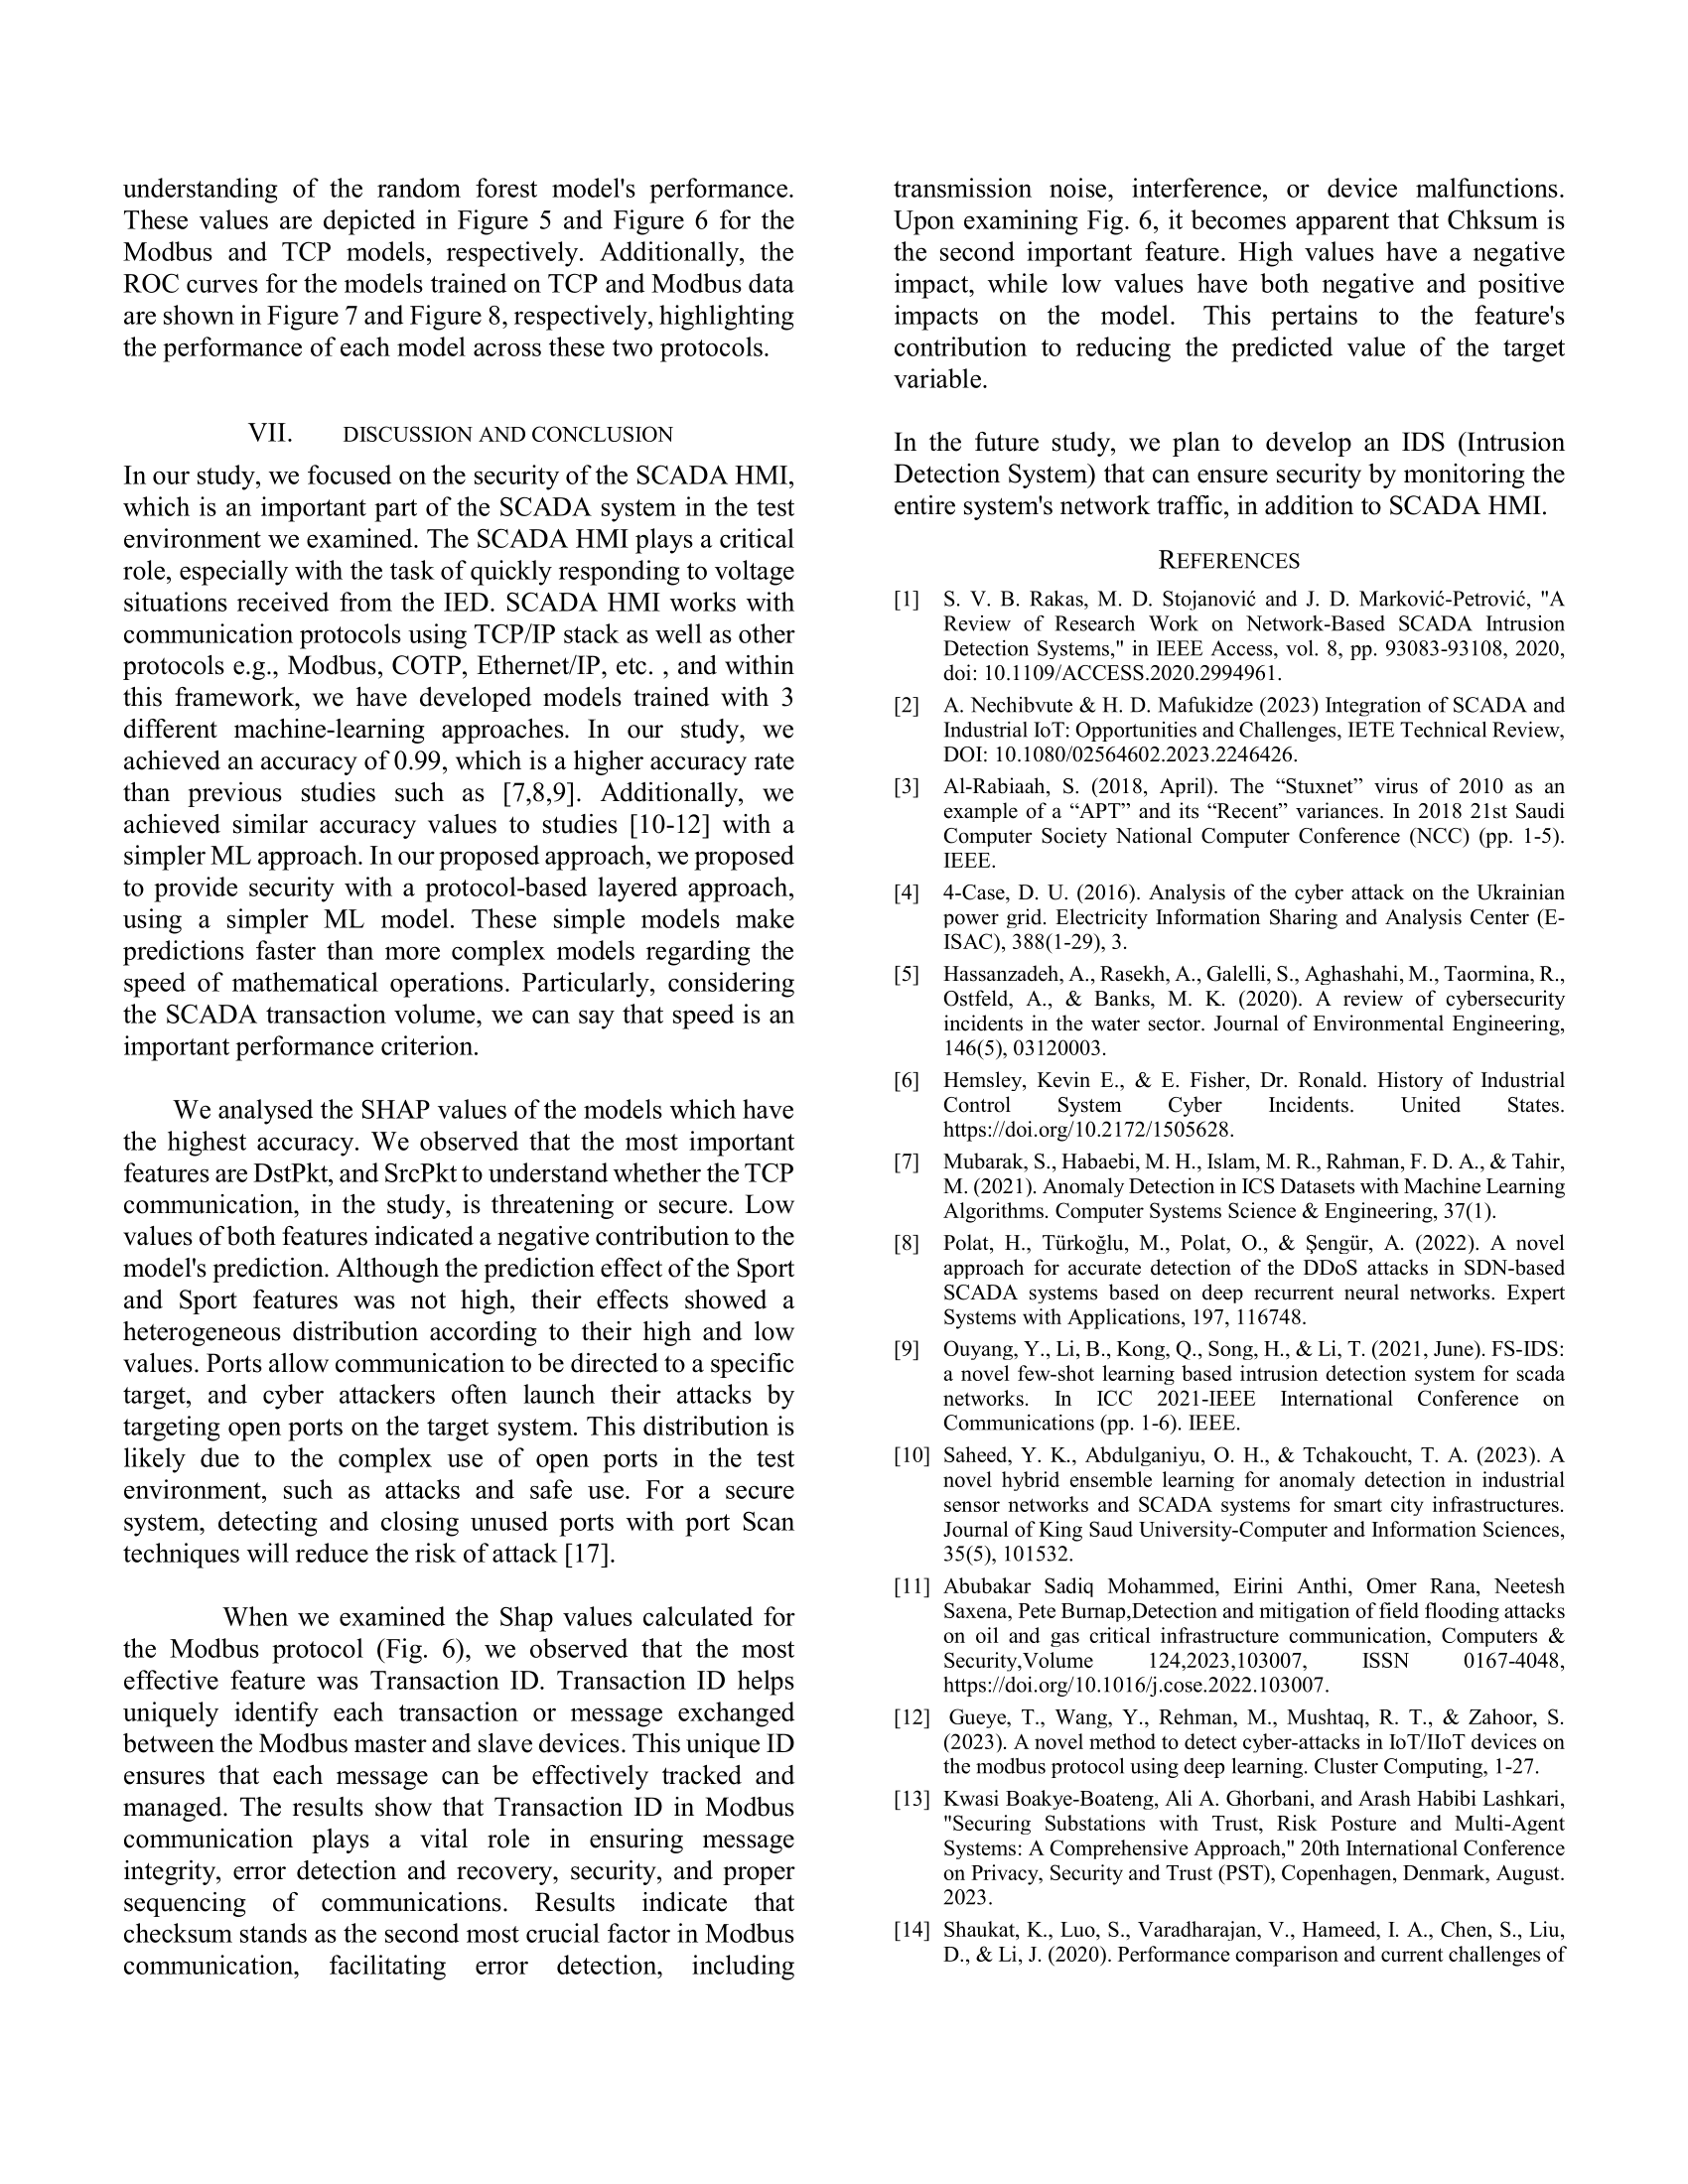 understanding of the random forest model's performance.
These values are depicted in Figure 5 and Figure 6 for the
Modbus and TCP models, respectively. Additionally, the
ROC curves for the models trained on TCP and Modbus data
are shown in Figure 7 and Figure 8, respectively, highlighting
the performance of each model across these two protocols.
VII. DISCUSSION AND CONCLUSION
In our study, we focused on the security of the SCADA HMI,
which is an important part of the SCADA system in the test
environment we examined. The SCADA HMI plays a critical
role, especially with the task of quickly responding to voltage
situations received from the IED. SCADA HMI works with
communication protocols using TCP/IP stack as well as other
protocols e.g., Modbus, COTP, Ethernet/IP, etc. , and within
this framework, we have developed models trained with 3
different machine-learning approaches. In our study, we
achieved an accuracy of 0.99, which is a higher accuracy rate
than previous studies such as [7,8,9]. Additionally, we
achieved similar accuracy values to studies [10-12] with a
simpler ML approach. In our proposed approach, we proposed
to provide security with a protocol-based layered approach,
using a simpler ML model. These simple models make
predictions faster than more complex models regarding the
speed of mathematical operations. Particularly, considering
the SCADA transaction volume, we can say that speed is an
important performance criterion.
We analysed the SHAP values of the models which have
the highest accuracy. We observed that the most important
features are DstPkt, and SrcPkt to understand whether the TCP
communication, in the study, is threatening or secure. Low
values of both features indicated a negative contribution to the
model's prediction. Although the prediction effect of the Sport
and Sport features was not high, their effects showed a
heterogeneous distribution according to their high and low
values. Ports allow communication to be directed to a specific
target, and cyber attackers often launch their attacks by
targeting open ports on the target system. This distribution is
likely due to the complex use of open ports in the test
environment, such as attacks and safe use. For a secure
system, detecting and closing unused ports with port Scan
techniques will reduce the risk of attack [17].
When we examined the Shap values calculated for
the Modbus protocol (Fig. 6), we observed that the most
effective feature was Transaction ID. Transaction ID helps
uniquely identify each transaction or message exchanged
between the Modbus master and slave devices. This unique ID
ensures that each message can be effectively tracked and
managed. The results show that Transaction ID in Modbus
communication plays a vital role in ensuring message
integrity, error detection and recovery, security, and proper
sequencing of communications. Results indicate that
checksum stands as the second most crucial factor in Modbus
communication, facilitating error detection, including
transmission noise, interference, or device malfunctions.
Upon examining Fig. 6, it becomes apparent that Chksum is
the second important feature. High values have a negative
impact, while low values have both negative and positive
impacts on the model. This pertains to the feature's
contribution to reducing the predicted value of the target
variable.
In the future study, we plan to develop an IDS (Intrusion
Detection System) that can ensure security by monitoring the
entire system's network traffic, in addition to SCADA HMI.
REFERENCES
[1] S. V. B. Rakas, M. D. Stojanović and J. D. Marković-Petrović, "A
Review of Research Work on Network-Based SCADA Intrusion
Detection Systems," in IEEE Access, vol. 8, pp. 93083-93108, 2020,
doi: 10.1109/ACCESS.2020.2994961.
[2] A. Nechibvute & H. D. Mafukidze (2023) Integration of SCADA and
Industrial IoT: Opportunities and Challenges, IETE Technical Review,
DOI: 10.1080/02564602.2023.2246426.
[3] Al-Rabiaah, S. (2018, April). The “Stuxnet” virus of 2010 as an
example of a “APT” and its “Recent” variances. In 2018 21st Saudi
Computer Society National Computer Conference (NCC) (pp. 1-5).
IEEE.
[4] 4-Case, D. U. (2016). Analysis of the cyber attack on the Ukrainian
power grid. Electricity Information Sharing and Analysis Center (E-
ISAC), 388(1-29), 3.
[5] Hassanzadeh, A., Rasekh, A., Galelli, S., Aghashahi, M., Taormina, R.,
Ostfeld, A., & Banks, M. K. (2020). A review of cybersecurity
incidents in the water sector. Journal of Environmental Engineering,
146(5), 03120003.
[6] Hemsley, Kevin E., & E. Fisher, Dr. Ronald. History of Industrial
Control System Cyber Incidents. United States.
https://doi.org/10.2172/1505628.
[7] Mubarak, S., Habaebi, M. H., Islam, M. R., Rahman, F. D. A., & Tahir,
M. (2021). Anomaly Detection in ICS Datasets with Machine Learning
Algorithms. Computer Systems Science & Engineering, 37(1).
[8] Polat, H., Türkoğlu, M., Polat, O., & Şengür, A. (2022). A novel
approach for accurate detection of the DDoS attacks in SDN-based
SCADA systems based on deep recurrent neural networks. Expert
Systems with Applications, 197, 116748.
[9] Ouyang, Y., Li, B., Kong, Q., Song, H., & Li, T. (2021, June). FS-IDS:
a novel few-shot learning based intrusion detection system for scada
networks. In ICC 2021-IEEE International Conference on
Communications (pp. 1-6). IEEE.
[10] Saheed, Y. K., Abdulganiyu, O. H., & Tchakoucht, T. A. (2023). A
novel hybrid ensemble learning for anomaly detection in industrial
sensor networks and SCADA systems for smart city infrastructures.
Journal of King Saud University-Computer and Information Sciences,
35(5), 101532.
[11] Abubakar Sadiq Mohammed, Eirini Anthi, Omer Rana, Neetesh
Saxena, Pete Burnap,Detection and mitigation of field flooding attacks
on oil and gas critical infrastructure communication, Computers &
Security,Volume 124,2023,103007, ISSN 0167-4048,
https://doi.org/10.1016/j.cose.2022.103007.
[12] Gueye, T., Wang, Y., Rehman, M., Mushtaq, R. T., & Zahoor, S.
(2023). A novel method to detect cyber-attacks in IoT/IIoT devices on
the modbus protocol using deep learning. Cluster Computing, 1-27.
[13] Kwasi Boakye-Boateng, Ali A. Ghorbani, and Arash Habibi Lashkari,
"Securing Substations with Trust, Risk Posture and Multi-Agent
Systems: A Comprehensive Approach," 20th International Conference
on Privacy, Security and Trust (PST), Copenhagen, Denmark, August.
2023.
[14] Shaukat, K., Luo, S., Varadharajan, V., Hameed, I. A., Chen, S., Liu,
D., & Li, J. (2020). Performance comparison and current challenges of